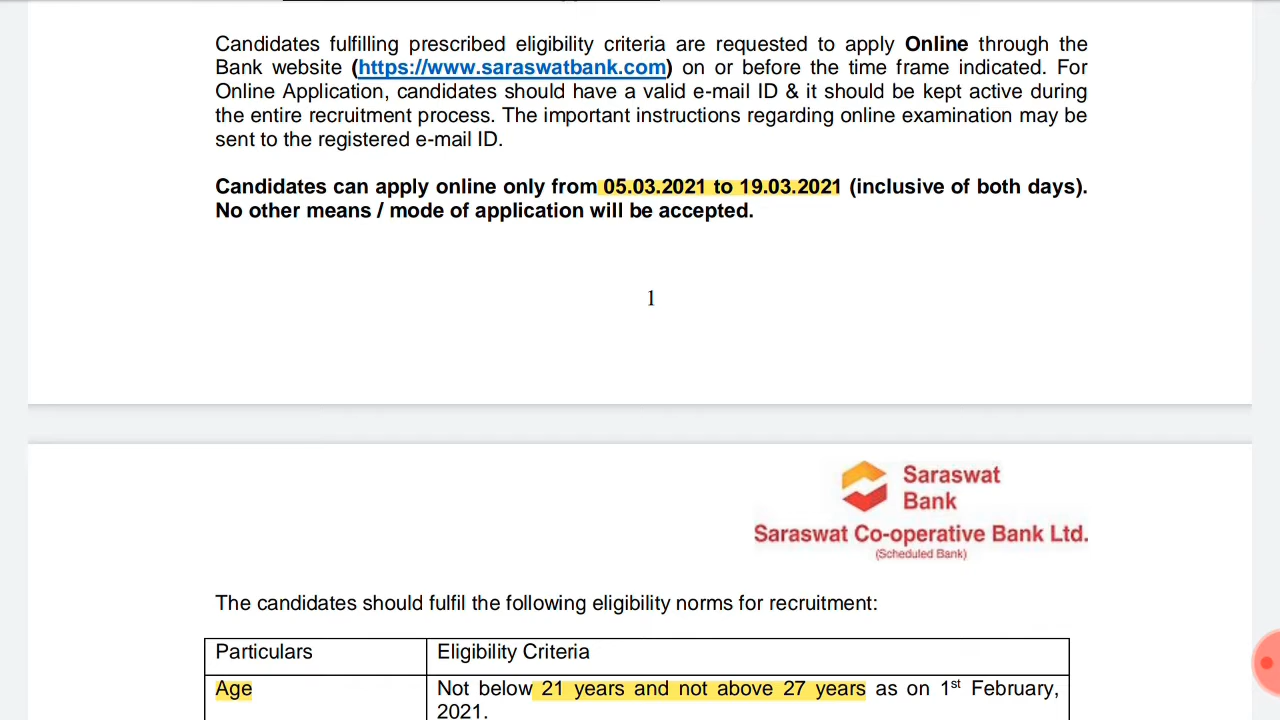 Candidates fulfilling prescribed eligibility criteria are requested to apply Online through the
Bank website (https://www.saraswatbank.com) on or before the time frame indicated. For
Online Application, candidates should have a valid e-mail ID & it should be kept active during
the entire recruitment process. The important instructions regarding online examination may be
sent to the registered e-mail ID.
Candidates can apply online only from 05.03.2021 to 19.03.2021 (inclusive of both days).
No other means / mode of application will be accepted.
1
Saraswat
Bank
Saraswat Co-operative Bank Ltd.
(Scheduled Bank)
The candidates should fulfil the following eligibility norms for recruitment:
Particulars Eligibility Criteria
Age Not below 21 years and not above 27 years as on 1st February,
2021.